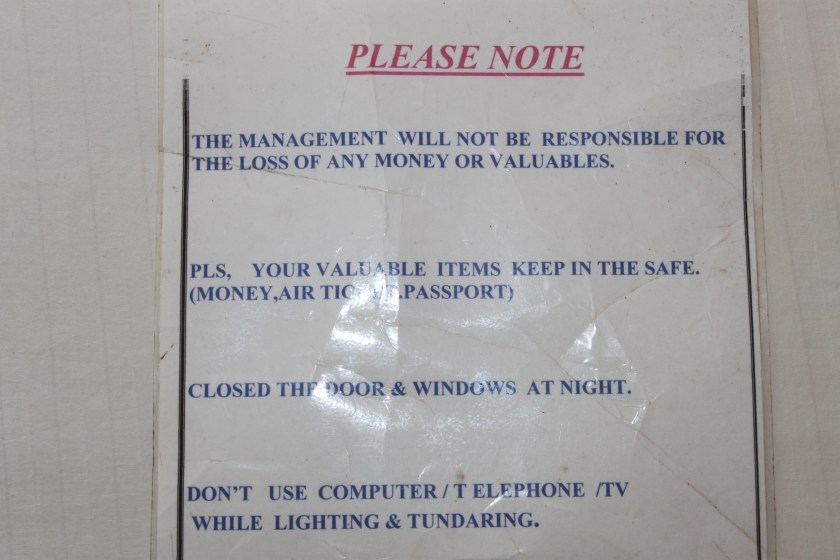 PLEASE NOTE
THE MANAGEMENT WILL NOT BE RESPONSIBLE FOR
THE LOSS OF ANY MONEY OR VALUABLES.
PLS, YOUR VALUABLE ITEMS KEEP IN THE SAFE.
(MONEY,AIR TICKET.PASSPORT)
CLOSED THE DOOR & WINDOWS AT NIGHT.
DON'T USE COMPUTER / T ELEPHONE /TV
WHILE LIGHTING & TUNDARING.